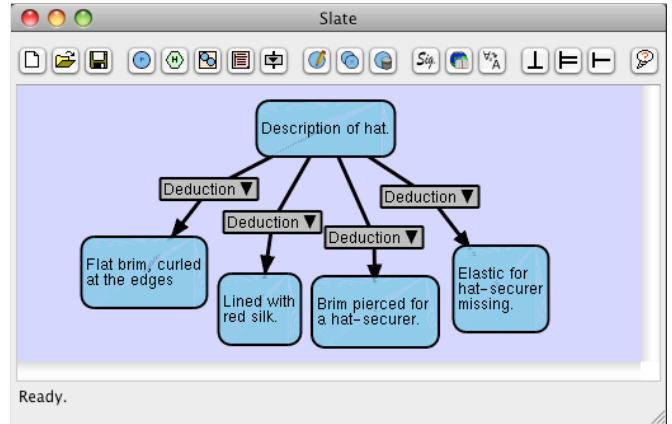 Slate
Sig.
Description of hat.
Deduction ▼
Deduction ▼
Deduction ▼
Deduction ▼
Flat brim, curled
at the edges
Lined with
red silk.
Brim pierced for
a hat-securer.
Elastic for
hat-securer
missing.
Ready.